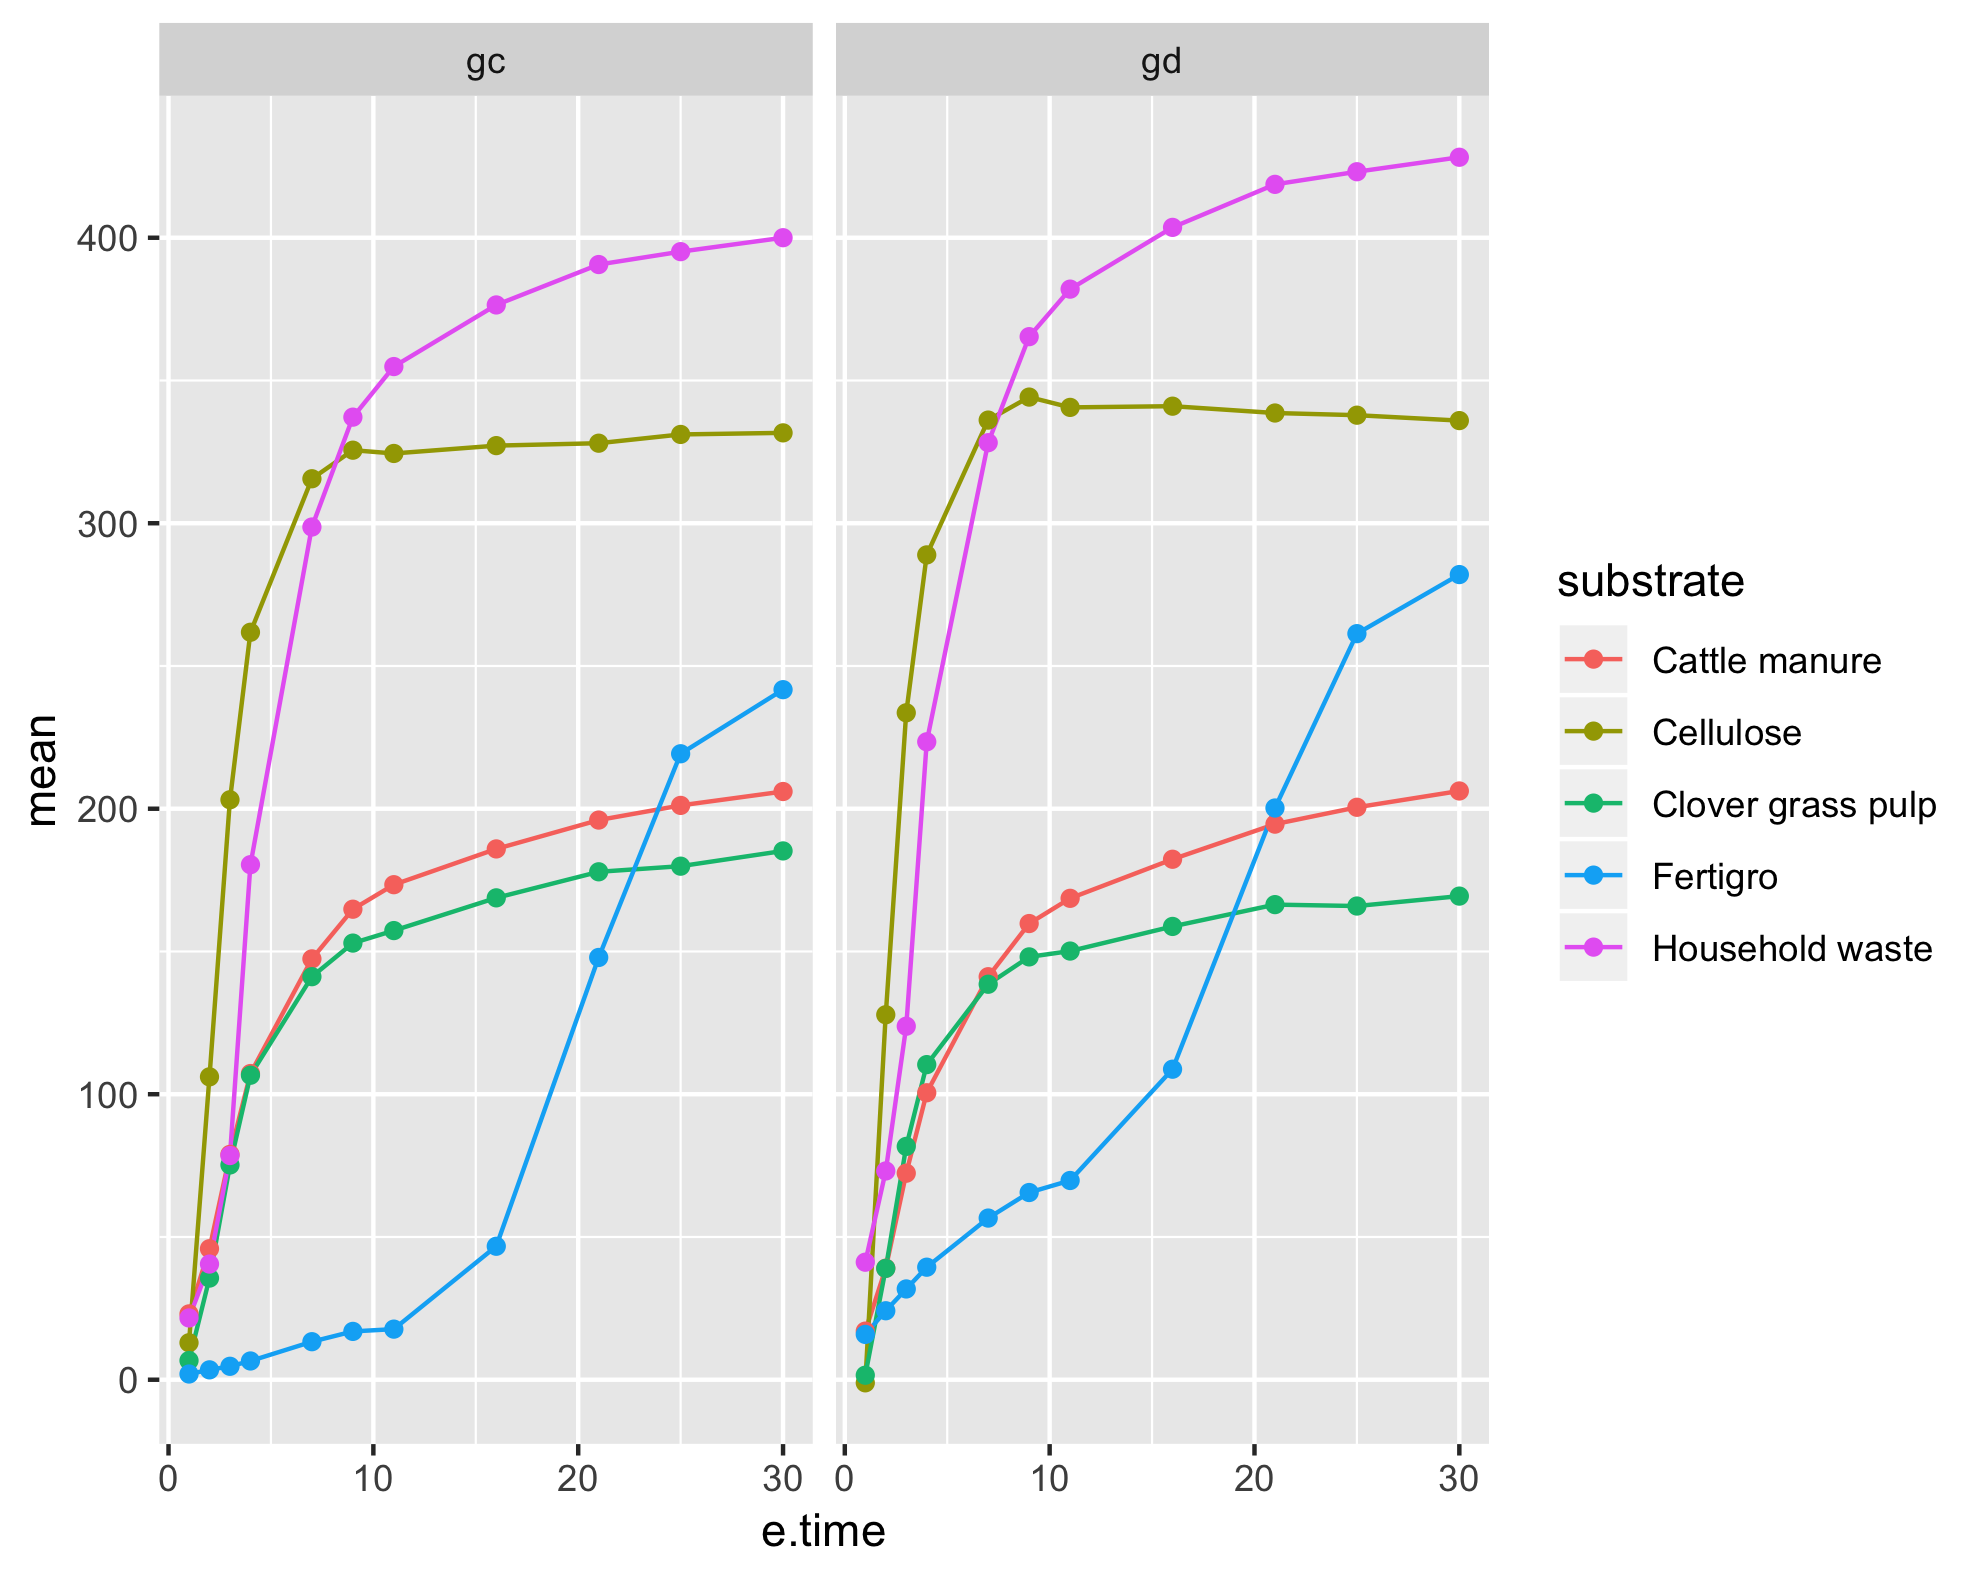 gc
gd
400
300
200
100
0
mean
0 10 20 30
0 10 20 30
e.time
substrate
Cattle manure
Cellulose
Clover grass pulp
Fertigro
Household waste